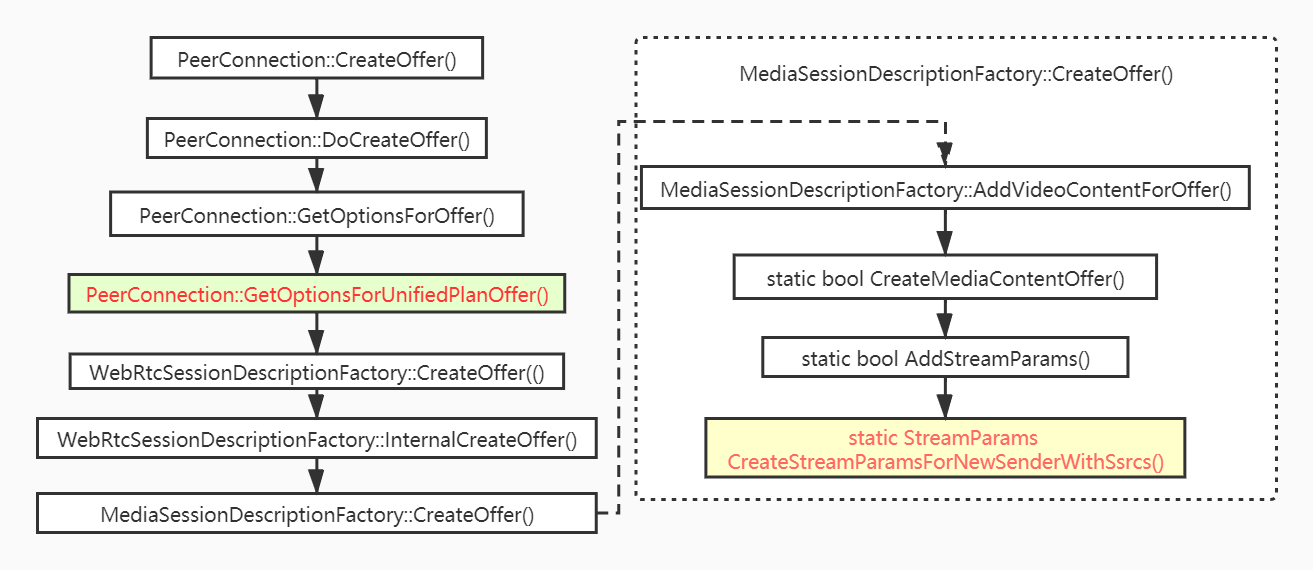 PeerConnection::CreateOffer()
PeerConnection::DoCreateOffer()
PeerConnection::GetOptionsForOffer()
PeerConnection::GetOptionsForUnifiedPlanOffer()
WebRtcSessionDescriptionFactory::CreateOffer(()
WebRtcSessionDescriptionFactory::InternalCreateOffer()
MediaSessionDescriptionFactory::CreateOffer()
MediaSessionDescriptionFactory::CreateOffer()
MediaSessionDescriptionFactory::AddVideoContentForOffer()
static bool CreateMediaContentOffer()
static bool AddStreamParams()
static StreamParams
CreateStreamParamsForNewSenderWithSsrcs()